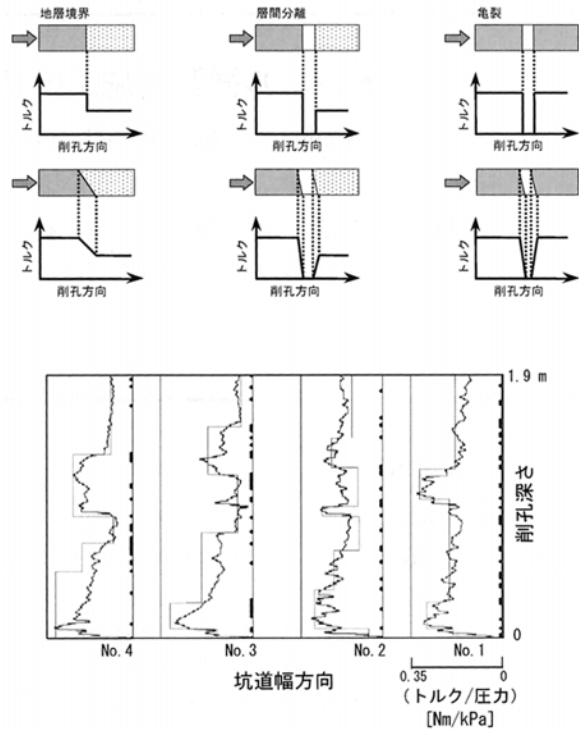 地層境界
層間分離
亀裂
トルク
削孔方向
トルク
削孔方向
トルク
削孔方向
トルク
削孔方向
トルク
削孔方向
トルク
削孔方向
1.9 m
削孔深さ
0
No.4
No.3
No.2
No.1
坑道幅方向
0.35
0
(トルク/圧力)
[Nm/kPa]